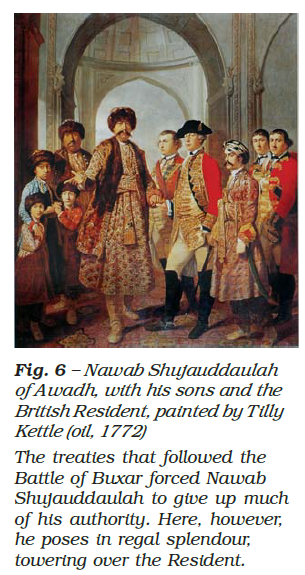 Fig. 6 – Nawab Shujauddaulah
of Awadh, with his sons and the
British Resident, painted by Tilly
Kettle (oil, 1772)
The treaties that followed the
Battle of Buxar forced Nawab
Shujauddaulah to give up much
of his authority. Here, however,
he poses in regal splendour,
towering over the Resident.